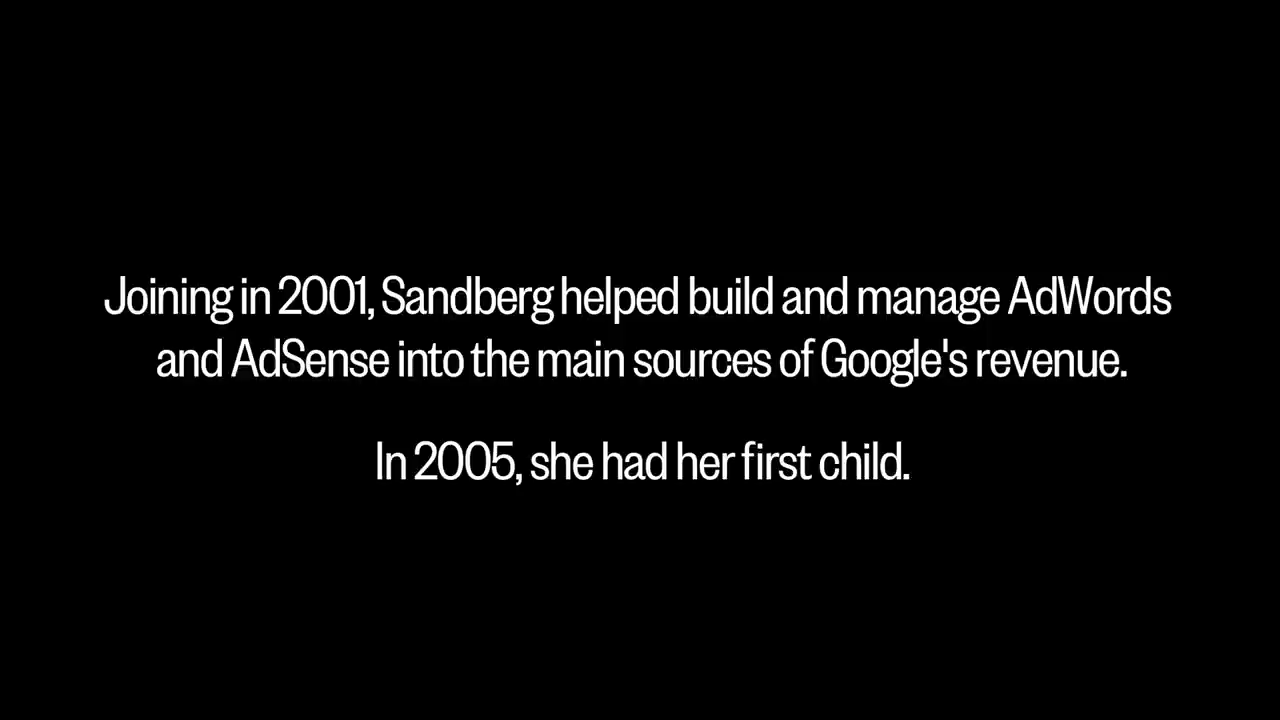 Joining in 2001, Sandberg helped build and manage AdWords
and AdSense into the main sources of Google's revenue.
In 2005, she had her first child.